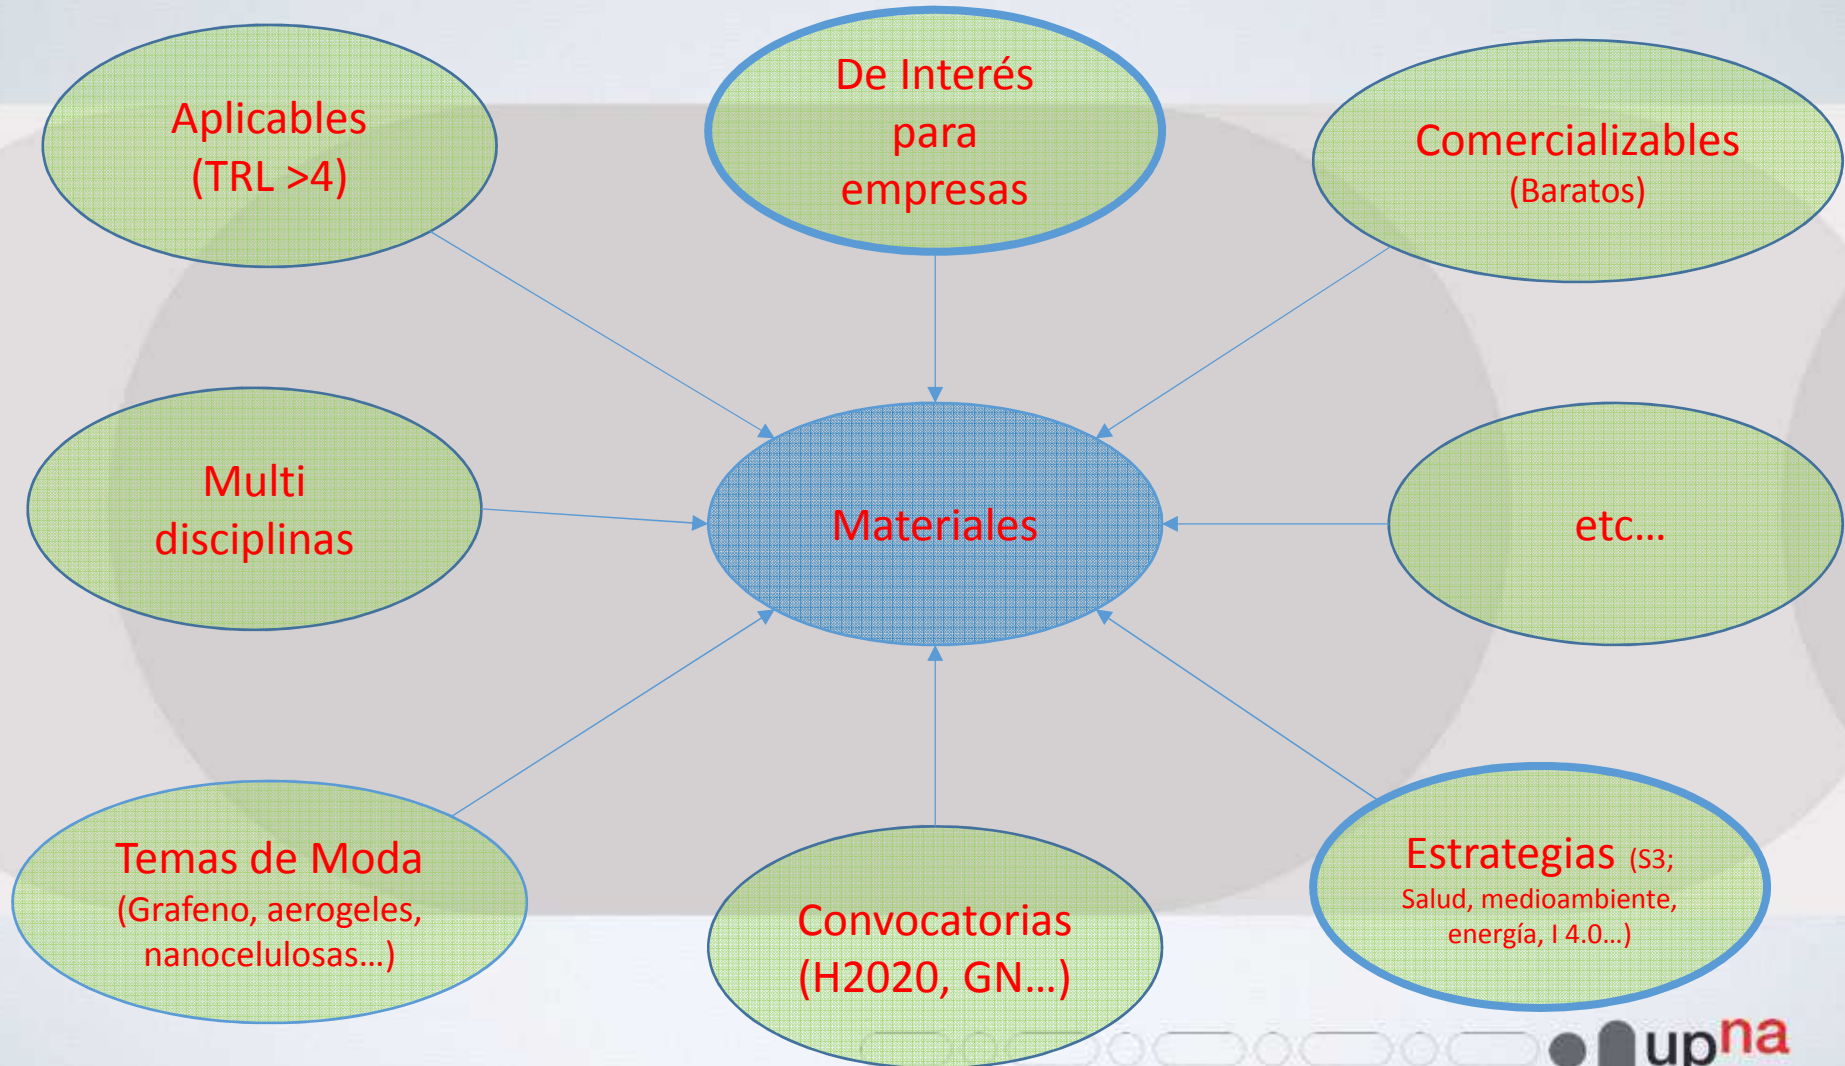 De Interés
para
empresas
Aplicables
(TRL >4)
Comercializables
(Baratos)
Multi
disciplinas
Materiales
etc...
Temas de Moda
(Grafeno, aerogeles,
nanocelulosas...)
Convocatorias
(H2020, GN...)
Estrategias (S3;
Salud, medioambiente,
energía, I 4.0...)
upna